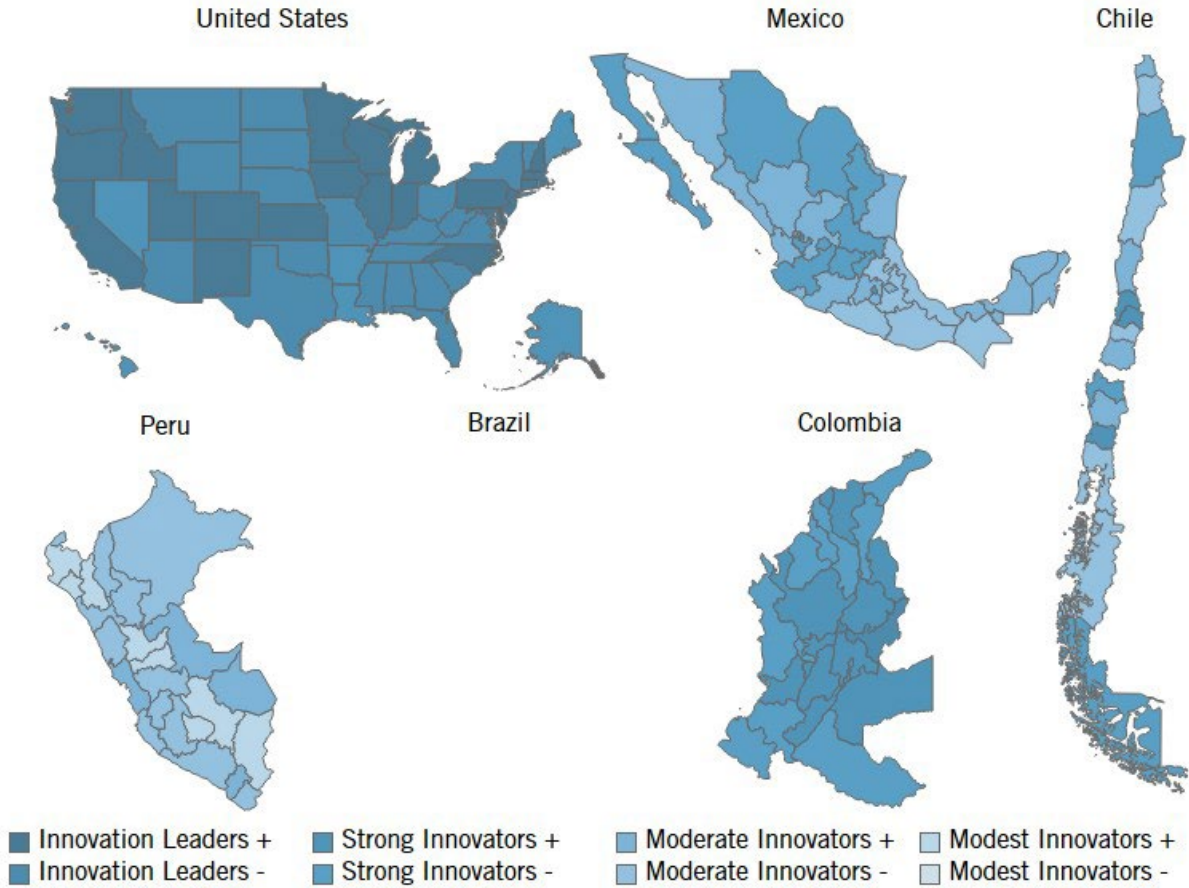 United States
Mexico
Chile
Peru
Brazil
Colombia
Innovation Leaders +
Strong Innovators +
Moderate Innovators +
Modest Innovators +
Innovation Leaders -
Strong Innovators -
Moderate Innovators -
Modest Innovators -